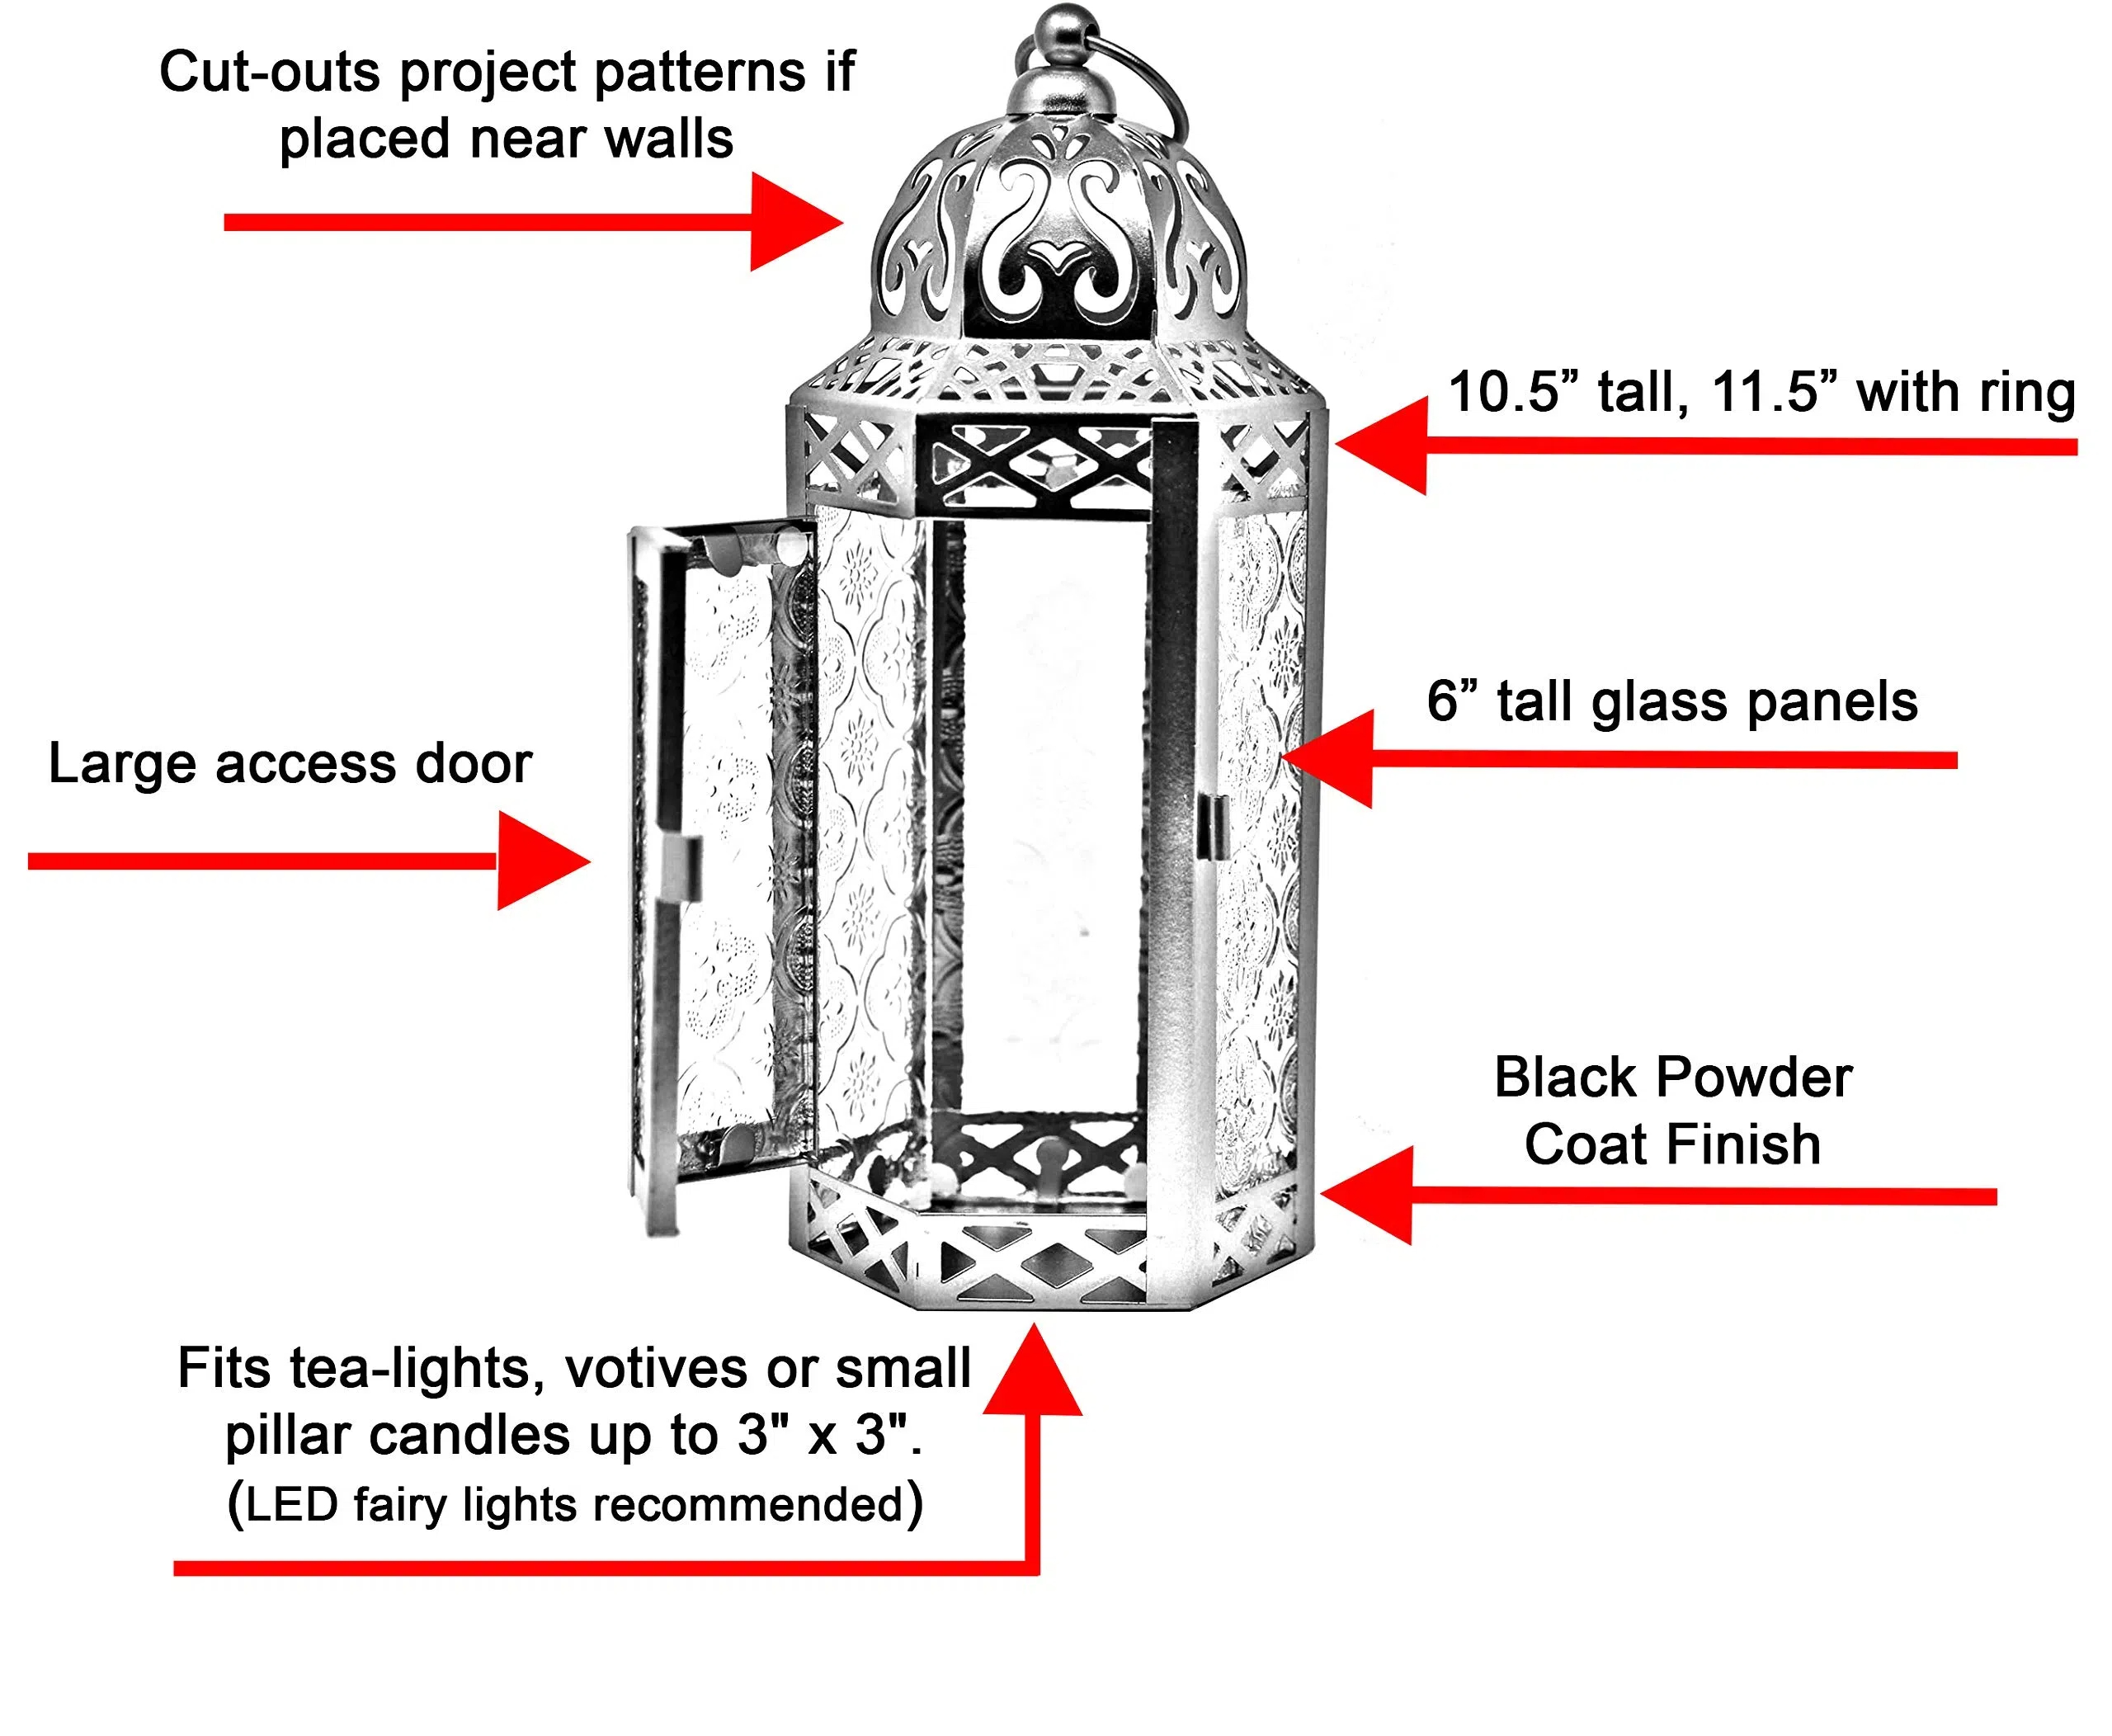 Cut-outs project patterns if
placed near walls
10.5” tall, 11.5” with ring
6” tall glass panels
Large access door
Black Powder
Coat Finish
Fits tea-lights, votives or small
pillar candles up to 3" x 3".
(LED fairy lights recommended)